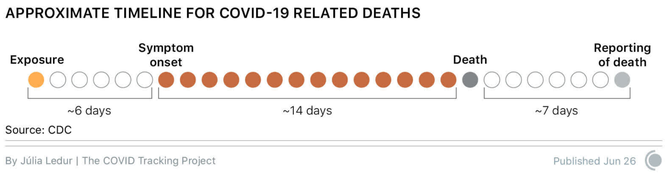 APPROXIMATE TIMELINE FOR COVID-19 RELATED DEATHS
Exposure
Symptom
onset
Death
Reporting
of death
~6 days
~14 days
~7 days
Source: CDC
By Júlia Ledur | The COVID Tracking Project
Published Jun 26